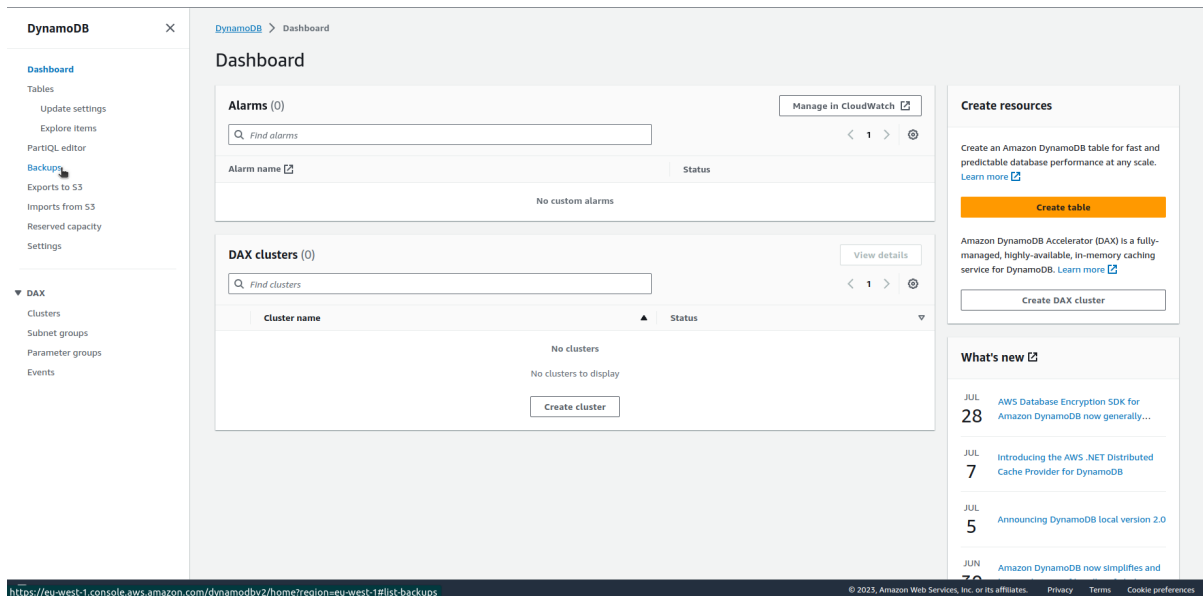 DynamoDB
Dashboard
Tables
Update settings
Explore items
PartiQL editor
Backups
Exports to S3
Imports from S3
Reserved capacity
Settings
DAX
Clusters
Subnet groups
Parameter groups
Events
DynamoDB > Dashboard
Dashboard
Alarms (0)
Manage in CloudWatch
Find alarms
1
Alarm name
Status
No custom alarms
DAX clusters (0)
View details
Find clusters
1
Cluster name
Status
No clusters
No clusters to display
Create cluster
Create resources
Create an Amazon DynamoDB table for fast and
predictable database performance at any scale.
Learn more
Create table
Amazon DynamoDB Accelerator (DAX) is a fully-
managed, highly-available, in-memory caching
service for DynamoDB. Learn more
Create DAX cluster
What's new
JUL
28
AWS Database Encryption SDK for
Amazon DynamoDB now generally...
JUL
7
Introducing the AWS .NET Distributed
Cache Provider for DynamoDB
JUL
5
Announcing DynamoDB local version 2.0
JUN
Amazon DynamoDB now simplifies and
https://eu-west-1.console.aws.amazon.com/dynamodbv2/home?region=eu-west-1#list-backups
© 2023, Amazon Web Services, Inc. or its affiliates. Privacy Terms Cookie preferences